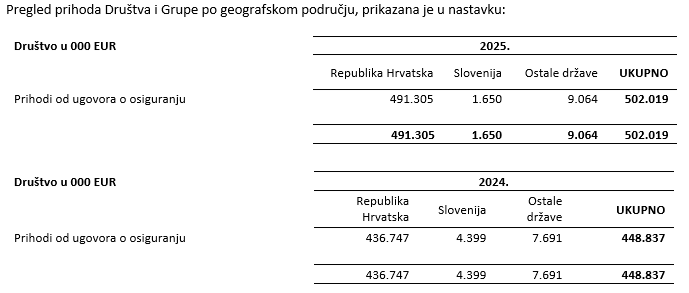 Pregled prihoda Društva i Grupe po geografskom području, prikazana je u nastavku:
Društvo u 000 EUR 2025.
Republika Hrvatska Slovenija Ostale države UKUPNO
Prihodi od ugovora o osiguranju 491.305 1.650 9.064 502.019
491.305 1.650 9.064 502.019
Društvo u 000 EUR 2024.
Republika Hrvatska Slovenija Ostale države UKUPNO
Prihodi od ugovora o osiguranju 436.747 4.399 7.691 448.837
436.747 4.399 7.691 448.837